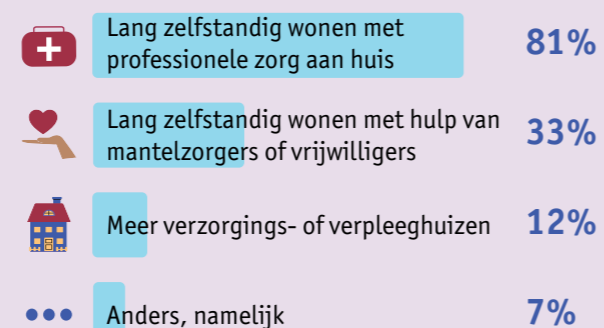 Lang zelfstandig wonen met
professionele zorg aan huis
81%
Lang zelfstandig wonen met hulp van
mantelzorgers of vrijwilligers
33%
Meer verzorgings- of verpleeghuizen
12%
Anders, namelijk
7%